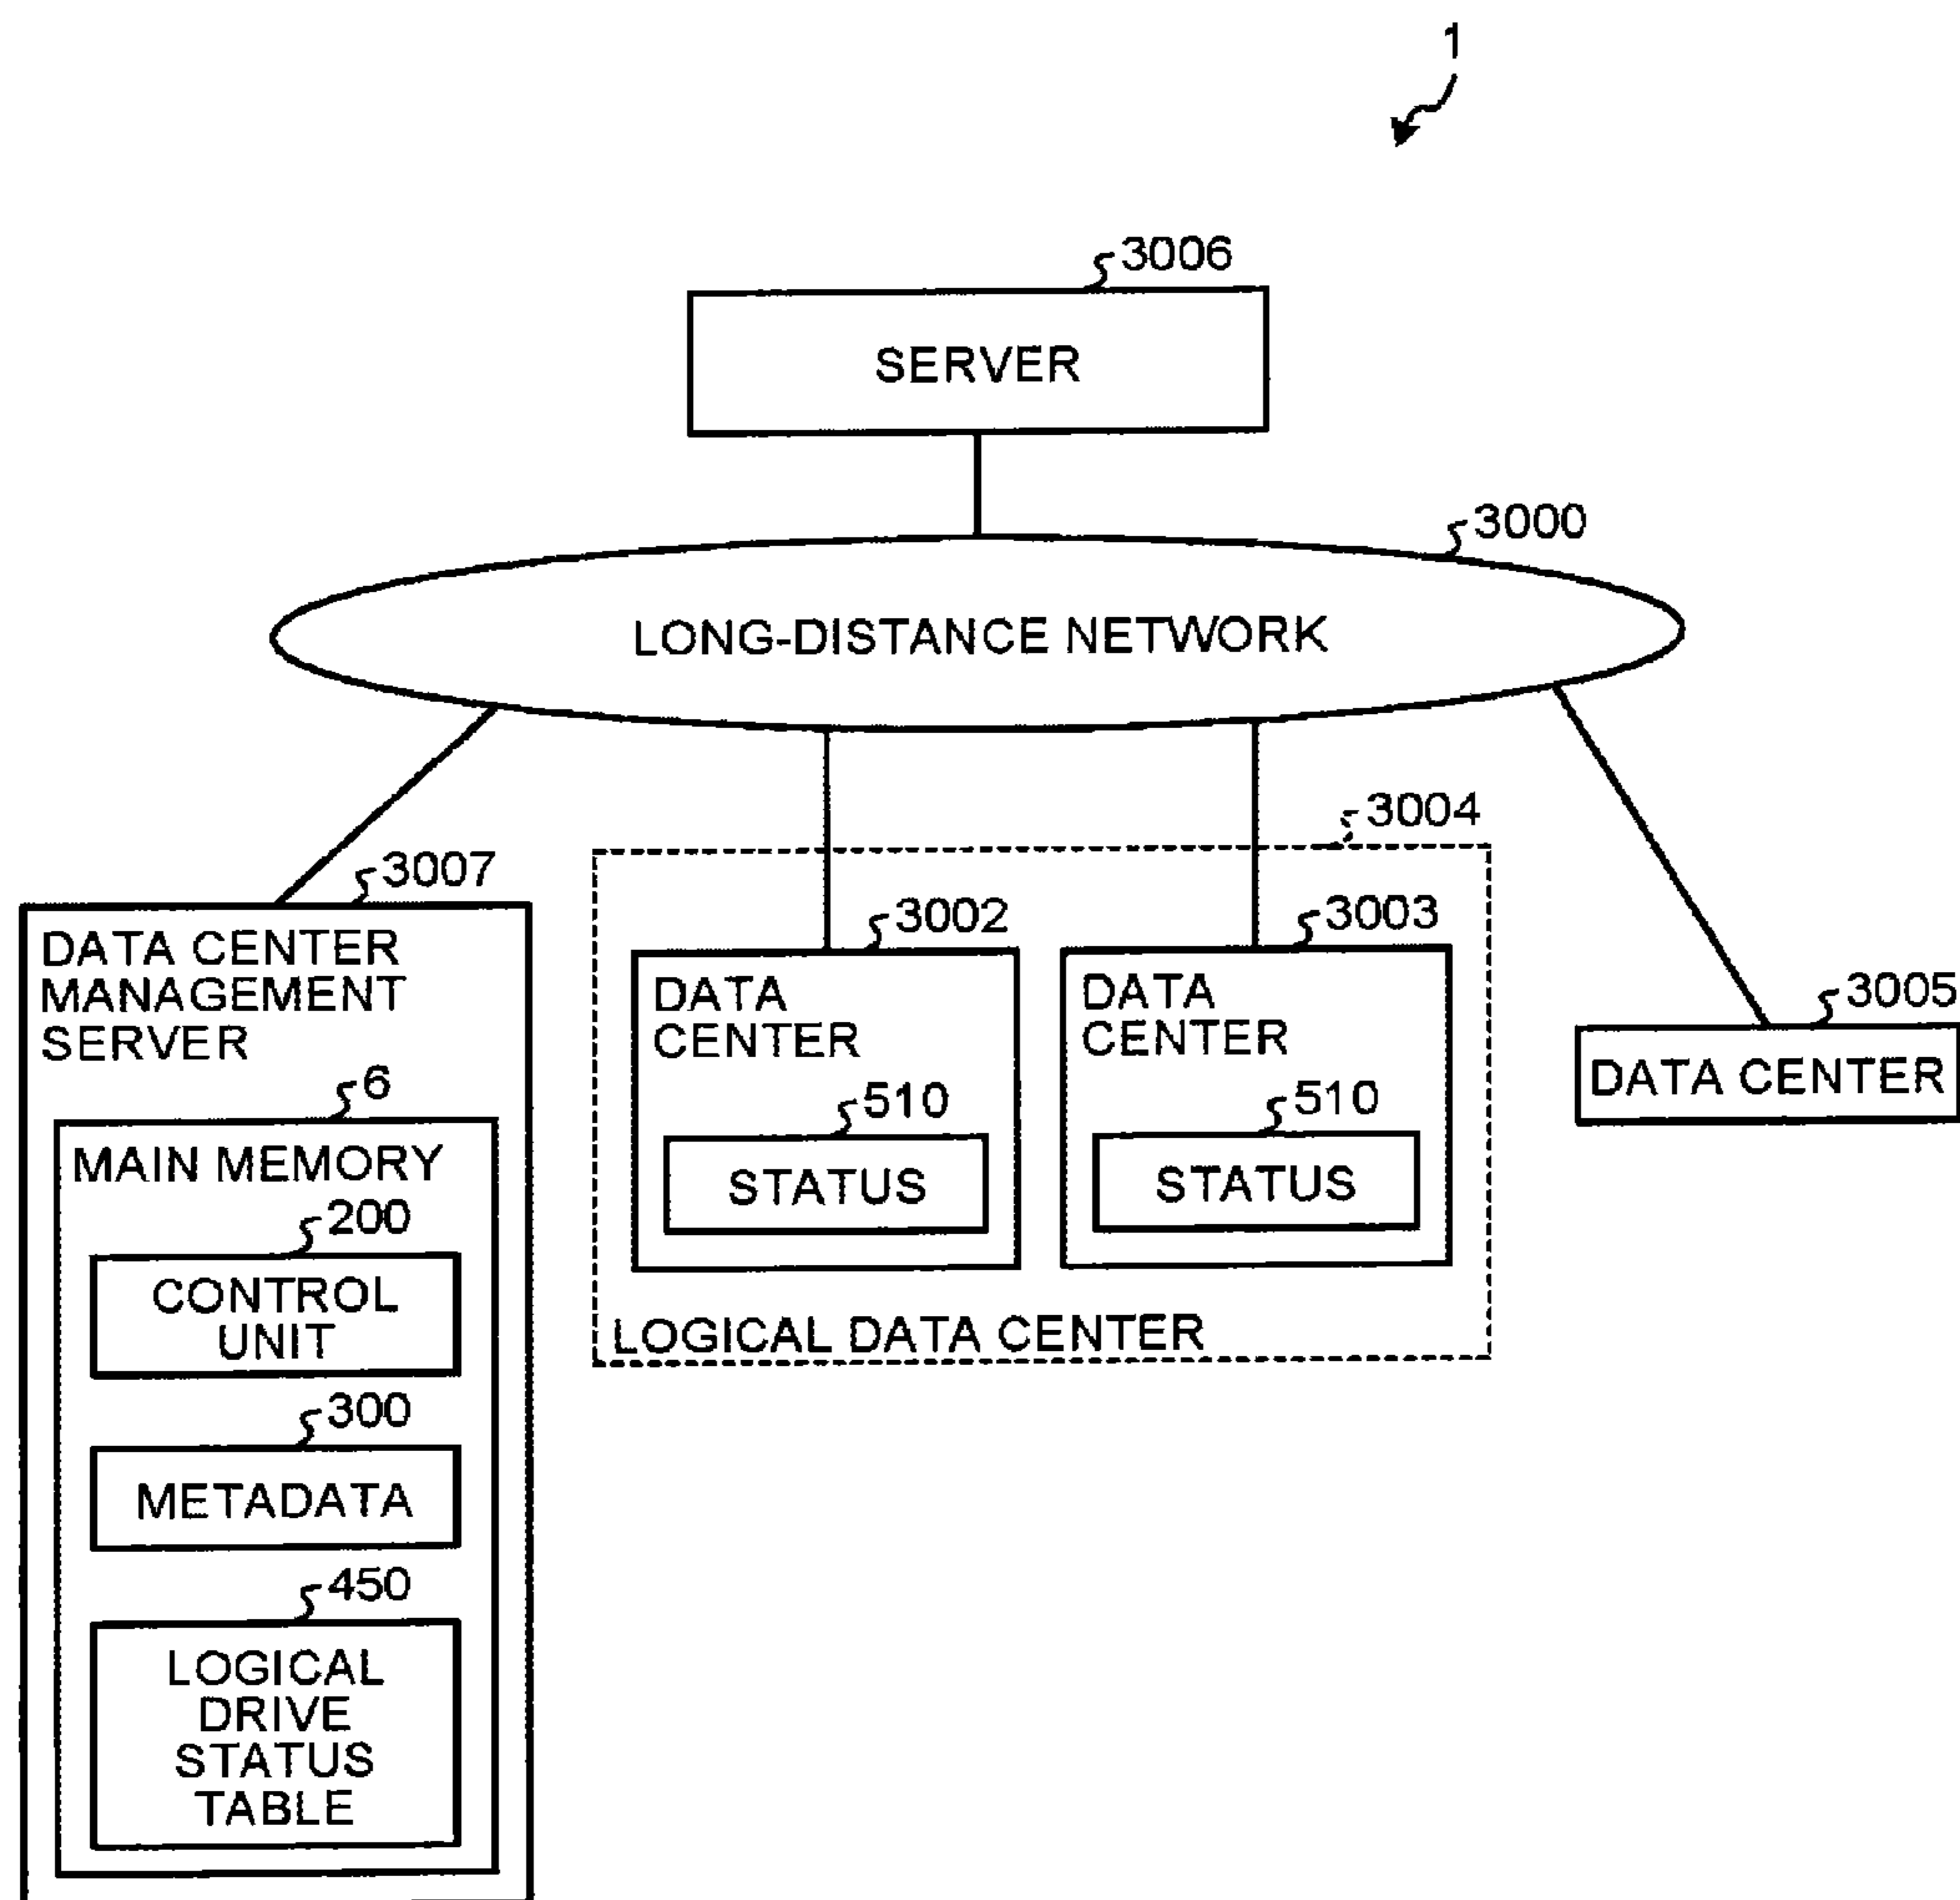 1
3006
SERVER
3000
LONG-DISTANCE NETWORK
3004
3007
3002
3003
DATA CENTER
MANAGEMENT
SERVER
DATA
CENTER
DATA
CENTER
3005
DATA CENTER
6
510
510
MAIN MEMORY
STATUS
STATUS
200
CONTROL
UNIT
LOGICAL DATA CENTER
300
METADATA
450
LOGICAL
DRIVE
STATUS
TABLE